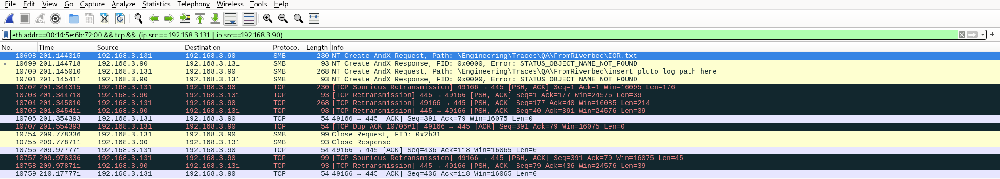 File Edit View Go Capture Analyze Statistics Telephony Wireless Tools Help
eth.addr==00:14:5e:6b:72:00 && tcp && (ip.src == 192.168.3.131 || ip.src==192.168.3.90)
No. Time Source Destination Protocol Length Info
10698 201.144315 192.168.3.131 192.168.3.90 SMB 230 NT Create AndX Request, Path: \Engineering\Traces\QA\FromRiverbed\IOR.txt
10699 201.144718 192.168.3.90 192.168.3.131 SMB 93 NT Create AndX Response, FID: 0x0000, Error: STATUS_OBJECT_NAME_NOT_FOUND
10700 201.145010 192.168.3.131 192.168.3.90 SMB 268 NT Create AndX Request, Path: \Engineering\Traces\QA\FromRiverbed\insert pluto log path here
10701 201.145411 192.168.3.90 192.168.3.131 SMB 93 NT Create AndX Response, FID: 0x0000, Error: STATUS_OBJECT_NAME_NOT_FOUND
10702 201.344315 192.168.3.131 192.168.3.90 TCP 230 [TCP Spurious Retransmission] 49166 → 445 [PSH, ACK] Seq=1 Ack=1 Win=16095 Len=176
10703 201.344718 192.168.3.90 192.168.3.131 TCP 93 [TCP Retransmission] 445 → 49166 [PSH, ACK] Seq=1 Ack=177 Win=24576 Len=39
10704 201.345010 192.168.3.131 192.168.3.90 TCP 268 [TCP Retransmission] 49166 → 445 [PSH, ACK] Seq=177 Ack=40 Win=16085 Len=214
10705 201.345411 192.168.3.90 192.168.3.131 TCP 93 [TCP Retransmission] 445 → 49166 [PSH, ACK] Seq=40 Ack=391 Win=24576 Len=39
10706 201.354393 192.168.3.131 192.168.3.90 TCP 54 49166 → 445 [ACK] Seq=391 Ack=79 Win=16075 Len=0
10707 201.554393 192.168.3.131 192.168.3.90 TCP 54 [TCP Dup ACK 10706#1] 49166 → 445 [ACK] Seq=391 Ack=79 Win=16075 Len=0
10754 209.778336 192.168.3.131 192.168.3.90 SMB 99 Close Request, FID: 0x2b31
10755 209.778711 192.168.3.90 192.168.3.131 SMB 93 Close Response
10756 209.977771 192.168.3.131 192.168.3.90 TCP 54 49166 → 445 [ACK] Seq=436 Ack=118 Win=16065 Len=0
10757 209.978336 192.168.3.131 192.168.3.90 TCP 99 [TCP Spurious Retransmission] 49166 → 445 [PSH, ACK] Seq=391 Ack=79 Win=16075 Len=45
10758 209.978711 192.168.3.90 192.168.3.131 TCP 93 [TCP Retransmission] 445 → 49166 [PSH, ACK] Seq=79 Ack=436 Win=24576 Len=39
10759 210.177771 192.168.3.131 192.168.3.90 TCP 54 49166 → 445 [ACK] Seq=436 Ack=118 Win=16065 Len=0